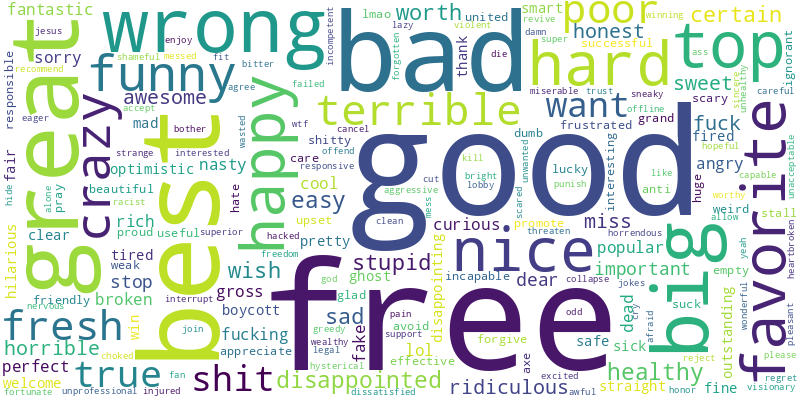 fantastic
jesus
enjoy
wrong
lmao
lazy
worth
violent
united
smart
revive
poor
winning
certain
sorry
shameful
messed
fit
bitter
incompetent
bad
forgotten
thank
honest
super
damn
successful
ass
top
ignorant
responsible
recommend
great
funny
agree
failed
die
hard
sweet
sincere
unhealthy
careful
eager
accept
crazy
awesome
happy
wtf
cancel
terrible
want
miserable
trust
sneaky
scary
offline
grand
fuck
hopeful
fair
mad
bother
wasted
shitty
offend
good
dumb
frustrated
fired
favorite
unacceptable
strange
interested
nasty
care
responsive
kill
unwanted
lucky
interesting
like
angry
capable
optimistic
alone
pray
best
hate
cool
aggressive
cut
bright
lobby
scared
punish
anti
huge
worthy
hide
beautiful
racist
rich
easy
clean
mess
curious
promote
miss
weird
allow
stall
hilarious
clear
proud
useful
superior
upset
hacked
pretty
stupid
disappointing
nice
threaten
horrendous
popular
big
yeah
heartbroken
tired
weak
stop
wish
freedom
god
ghost
incapable
dear
collapse
important
empty
outstanding
wonderful
pleasant
nervous
friendly
broken
interrupt
gross
boycott
free
glad
fake
pain
avoid
jokes
dead
cry
afraid
suck
fresh
win
join
fucking
sad
greedy
wealthy
legal
support
lol
forgive
odd
safe
horrible
choked
appreciate
hysterical
effective
axe
sick
reject
please
perfect
true
fan
shit
disappointed
excited
healthy
regret
welcome
ridiculous
straight
fine
fortunate
unprofessional
injured
dissatisfied
awful
honor
visionary